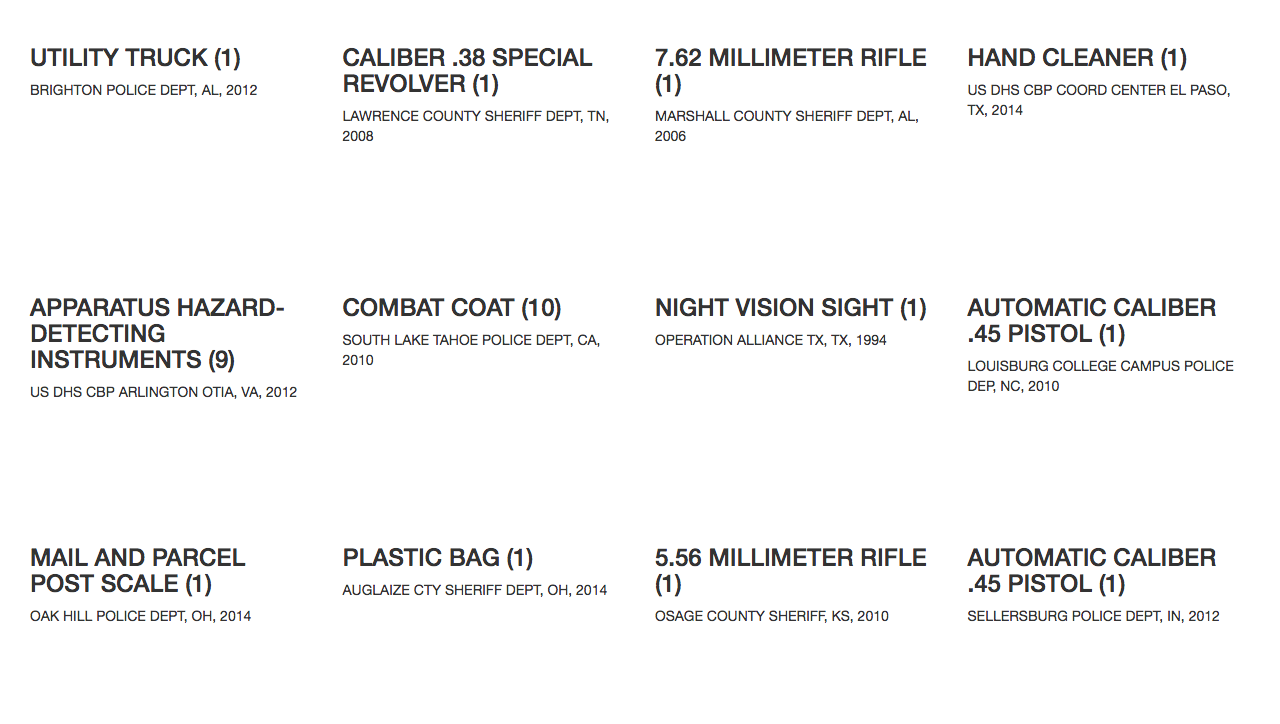 UTILITY TRUCK (1)
BRIGHTON POLICE DEPT, AL, 2012
CALIBER .38 SPECIAL
REVOLVER (1)
LAWRENCE COUNTY SHERIFF DEPT, TN,
2008
7.62 MILLIMETER RIFLE
(1)
MARSHALL COUNTY SHERIFF DEPT, AL,
2006
HAND CLEANER (1)
US DHS CBP COORD CENTER EL PASO,
TX, 2014
APPARATUS HAZARD-
DETECTING
INSTRUMENTS (9)
US DHS CBP ARLINGTON OTIA, VA, 2012
COMBAT COAT (10)
SOUTH LAKE TAHOE POLICE DEPT, CA,
2010
NIGHT VISION SIGHT (1)
OPERATION ALLIANCE TX, TX, 1994
AUTOMATIC CALIBER
.45 PISTOL (1)
LOUISBURG COLLEGE CAMPUS POLICE
DEP, NC, 2010
MAIL AND PARCEL
POST SCALE (1)
OAK HILL POLICE DEPT, OH, 2014
PLASTIC BAG (1)
AUGLAIZE CTY SHERIFF DEPT, OH, 2014
5.56 MILLIMETER RIFLE
(1)
OSAGE COUNTY SHERIFF, KS, 2010
AUTOMATIC CALIBER
.45 PISTOL (1)
SELLERSBURG POLICE DEPT, IN, 2012